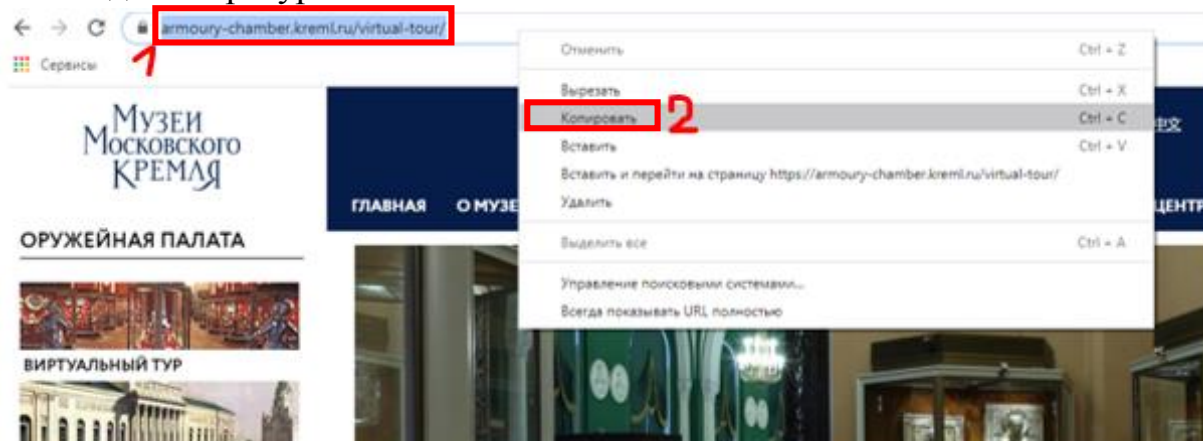 armoury-chamber.kreml.ru/virtual-tour/
Сервисы
1
Отменить Ctrl + Z
Вырезать Ctrl + X
Копировать Ctrl + C
2
Вставить Ctrl + V
Вставить и перейти на страницу https://armoury-chamber.kreml.ru/virtual-tour/
Удалить
Выделить все Ctrl + A
Управление поисковыми системами...
Всегда показывать URL полностью
МУЗЕИ
МОСКОВСКОГО
КРЕМЛЯ
中文
ГЛАВНАЯ О МУЗЕ ЦЕНТР
ОРУЖЕЙНАЯ ПАЛАТА
ВИРТУАЛЬНЫЙ ТУР